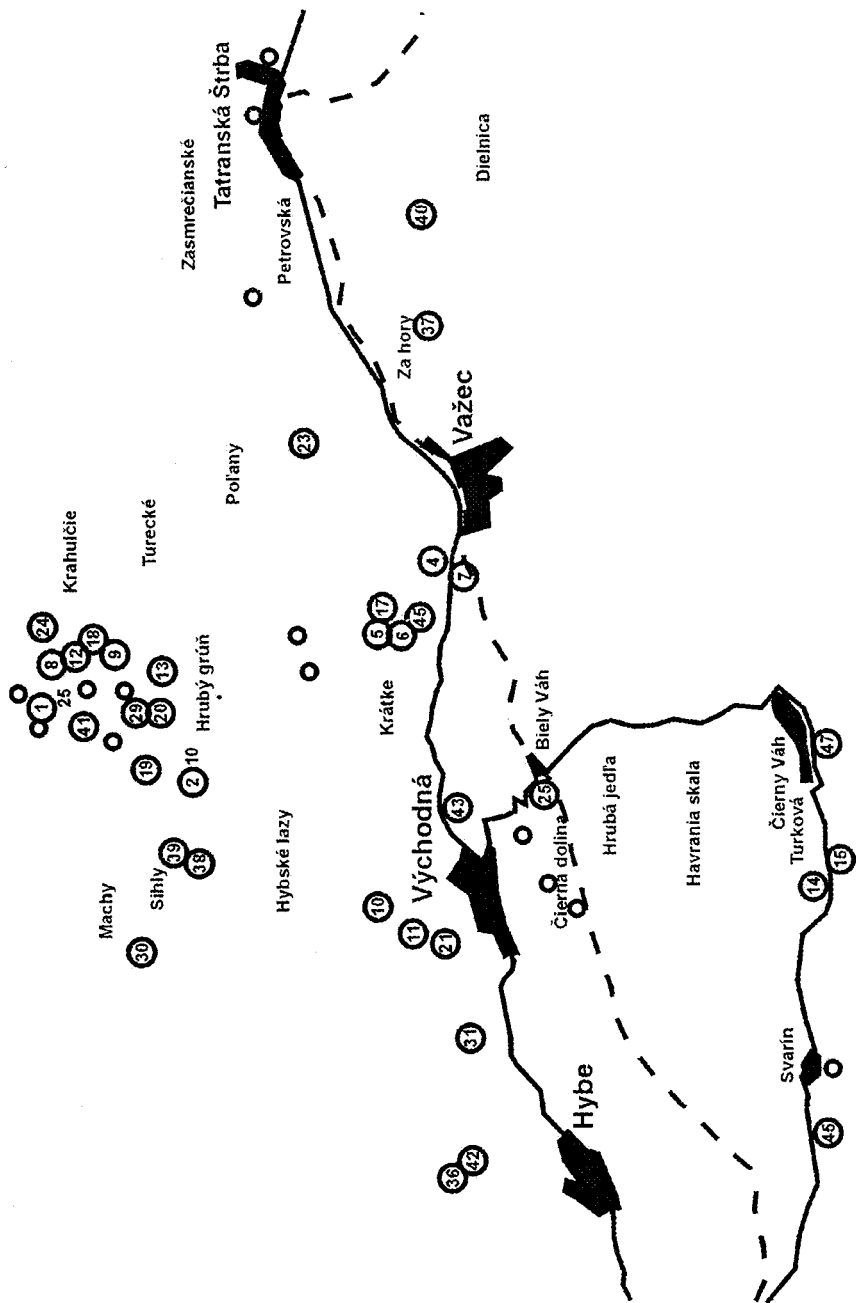 1
24
8
25
Krahulčie
12
41
18
Machy
9
29
30
19
Turecké
Sihly
20
13
39
Zasmrečianské
2
10
38
Hrubý grúň
Tatranská Štrba
Poľany
Hybské lazy
Petrovská
23
10
5
17
Krátke
6
Za hory
11
45
40
Východná
37
4
21
36
43
Važec
7
31
42
Dielnica
25
Biely Váh
Čierna dolina
Hybe
Hrubá jedľa
Havrania skala
Čierny Váh
Svarín
Turková
14
45
47
15